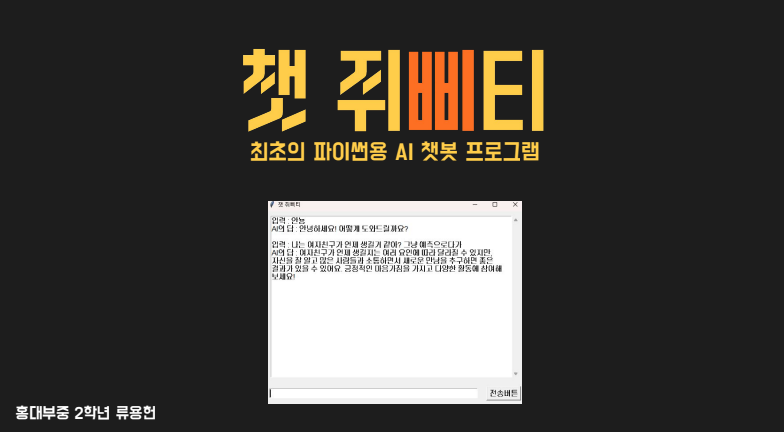 챗 쥐삐티
최초의 파이썬용 AI 챗봇 프로그램
챗 쥐삐티
입력 : 안뇽
AI의 답 : 안녕하세요! 어떻게 도와드릴까요?
입력 : 나는 여자친구가 언제 생길거 같아? 그냥 예측으로다가
AI의 답 : 여자친구가 언제 생길지는 여러 요인에 따라 달라질 수 있지만,
자신을 잘 알고 많은 사람들과 소통하면서 새로운 만남을 추구하면 좋은
결과가 있을 수 있어요. 긍정적인 마음가짐을 가지고 다양한 활동에 참여해
보세요!
전송버튼
홍대부중 2학년 류용헌